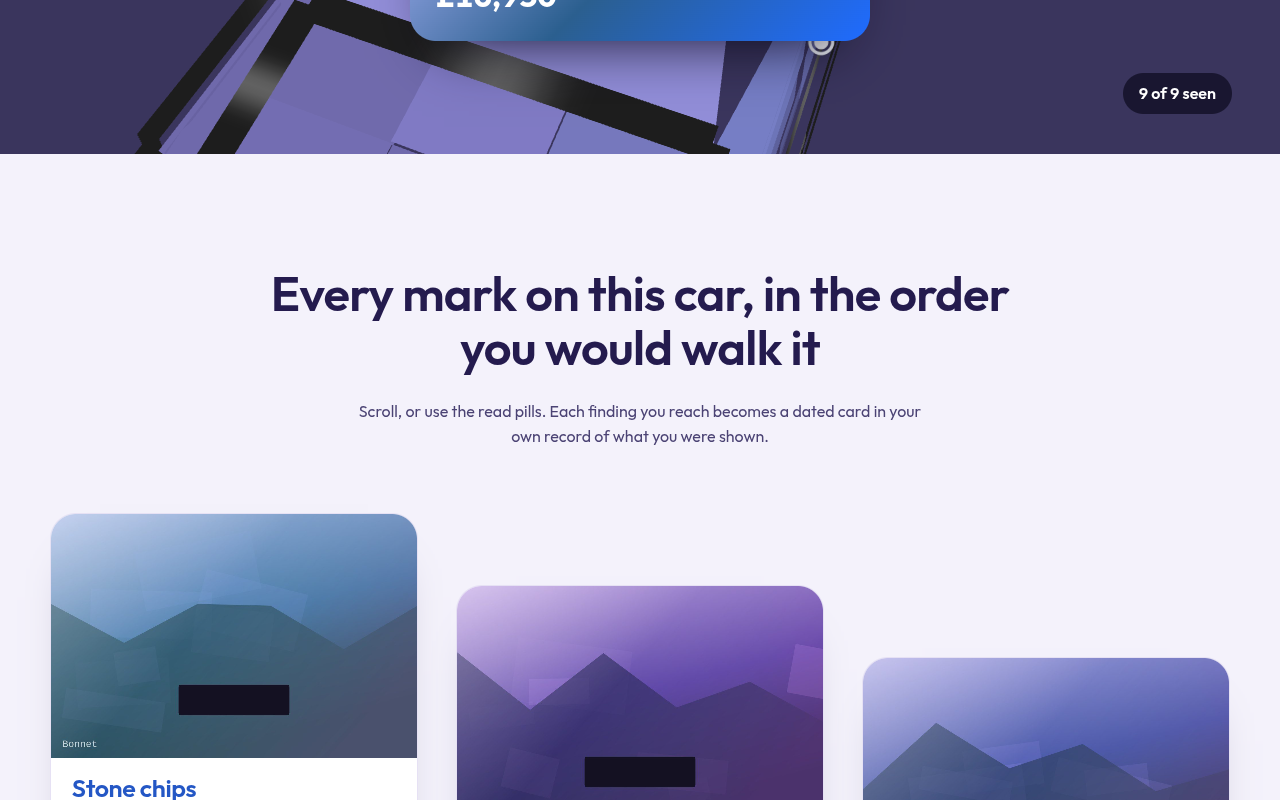 9 of 9 seen
Every mark on this car, in the order
you would walk it
Scroll, or use the read pills. Each finding you reach becomes a dated card in your
own record of what you were shown.
Bonnet
Stone chips